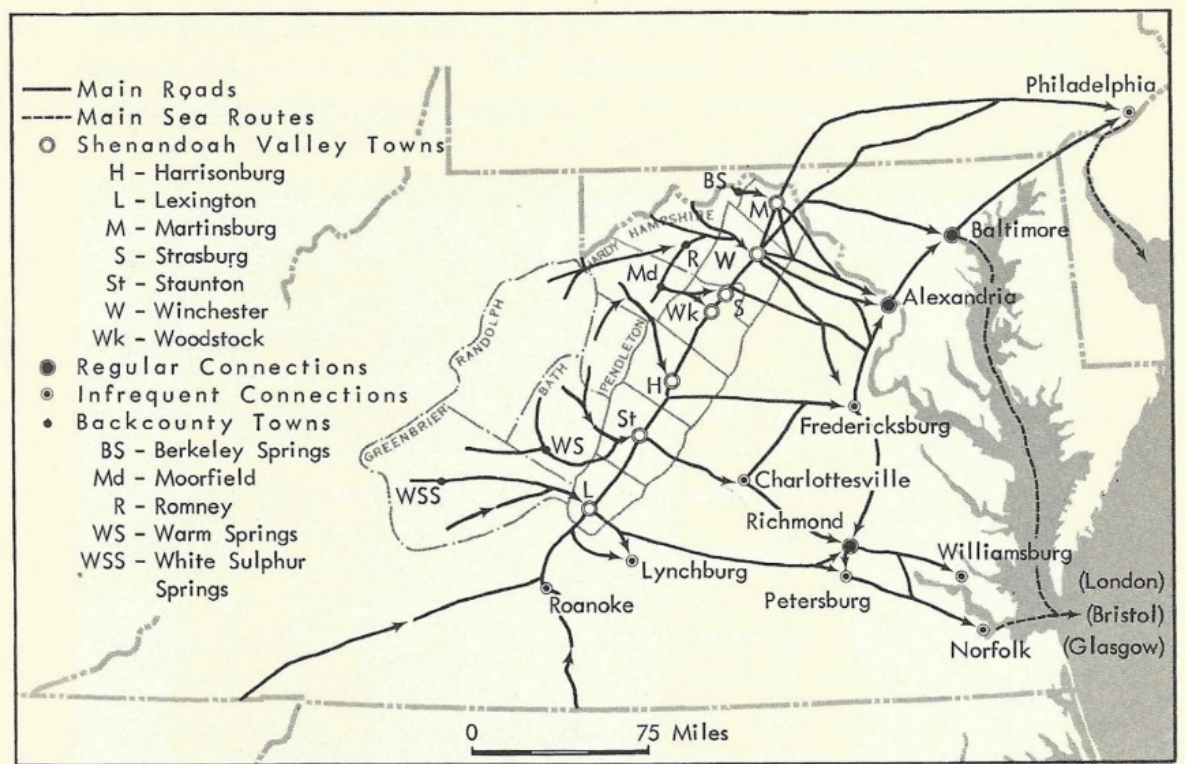 Main Roads
Main Sea Routes
Shenandoah Valley Towns
H - Harrisonburg
L - Lexington
M - Martinsburg
S - Strasburg
St - Staunton
W - Winchester
Wk - Woodstock
Regular Connections
Infrequent Connections
Backcounty Towns
BS - Berkeley Springs
Md - Moorfield
R - Romney
WS - Warm Springs
WSS - White Sulphur
Springs
Philadelphia
BS
M
HAMPSHIRE
HARDY
Baltimore
R
W
Md
Alexandria
S
Wk
RANDOLPH
PENDLETON
BATH
H
Fredericksburg
St
GREENBRIER
WS
Charlottesville
WSS
L
Richmond
Williamsburg
Lynchburg
(London)
Roanoke
Petersburg
(Bristol)
Norfolk
(Glasgow)
0 75 Miles